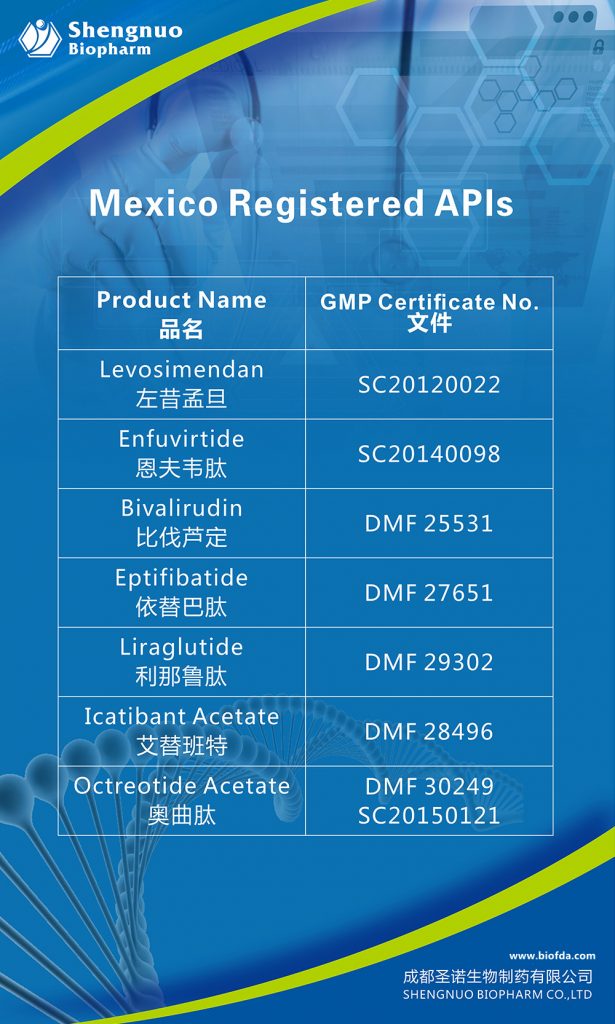 Shengnuo
Biopharm
Mexico Registered APIs
Product Name
品名
GMP Certificate No.
文件
Levosimendan
左昔孟旦
SC20120022
Enfuvirtide
恩夫韦肽
SC20140098
Bivalirudin
比伐芦定
DMF 25531
Eptifibatide
依替巴肽
DMF 27651
Liraglutide
利那鲁肽
DMF 29302
Icatibant Acetate
艾替班特
DMF 28496
Octreotide Acetate
奥曲肽
DMF 30249
SC20150121
www.biofda.com
成都圣诺生物制药有限公司
SHENGNUO BIOPHARM CO.,LTD